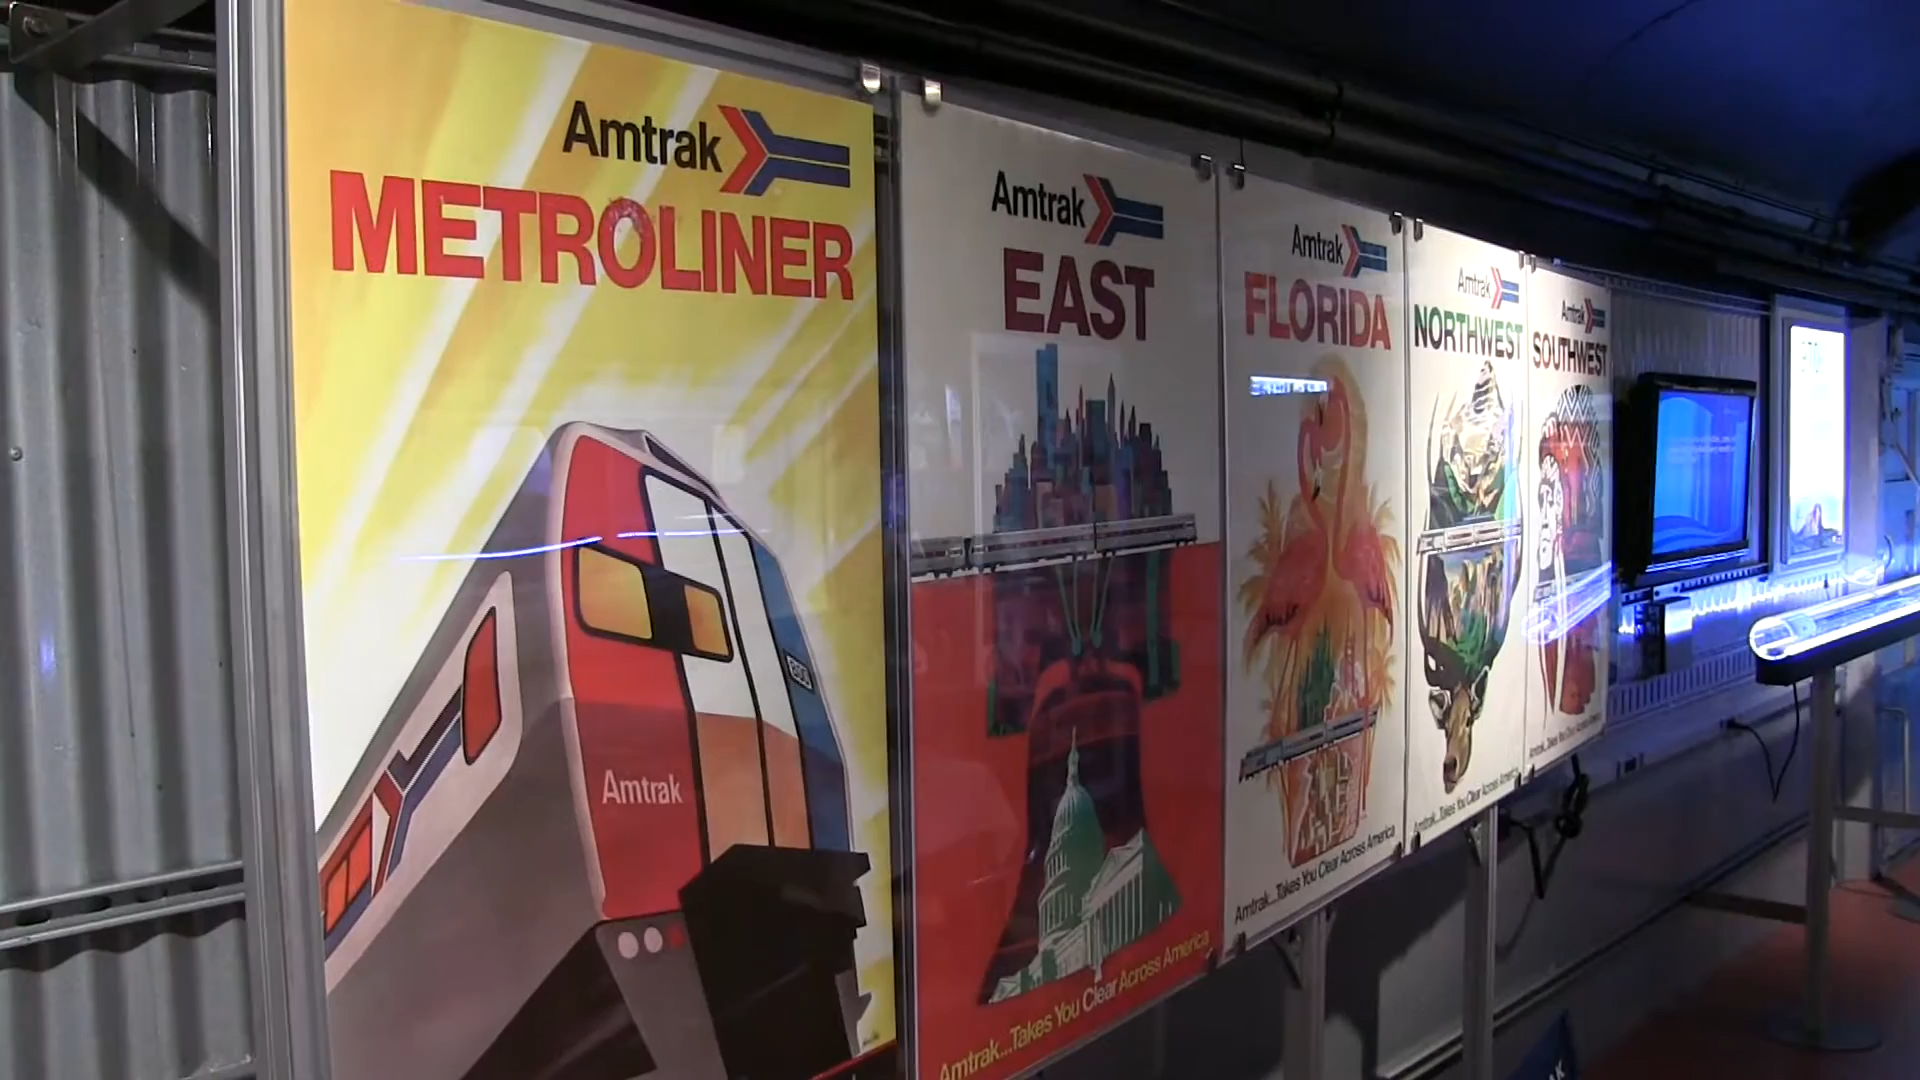 Amtrak
METROLINER
800
Amtrak
Amtrak
EAST
Amtrak...Takes You Clear Across America
Amtrak
FLORIDA
Amtrak...Takes You Clear Across America
Amtrak
NORTHWEST
Amtrak...Takes You Clear Across America
Amtrak
SOUTHWEST
Amtrak...Takes You Clear Across America